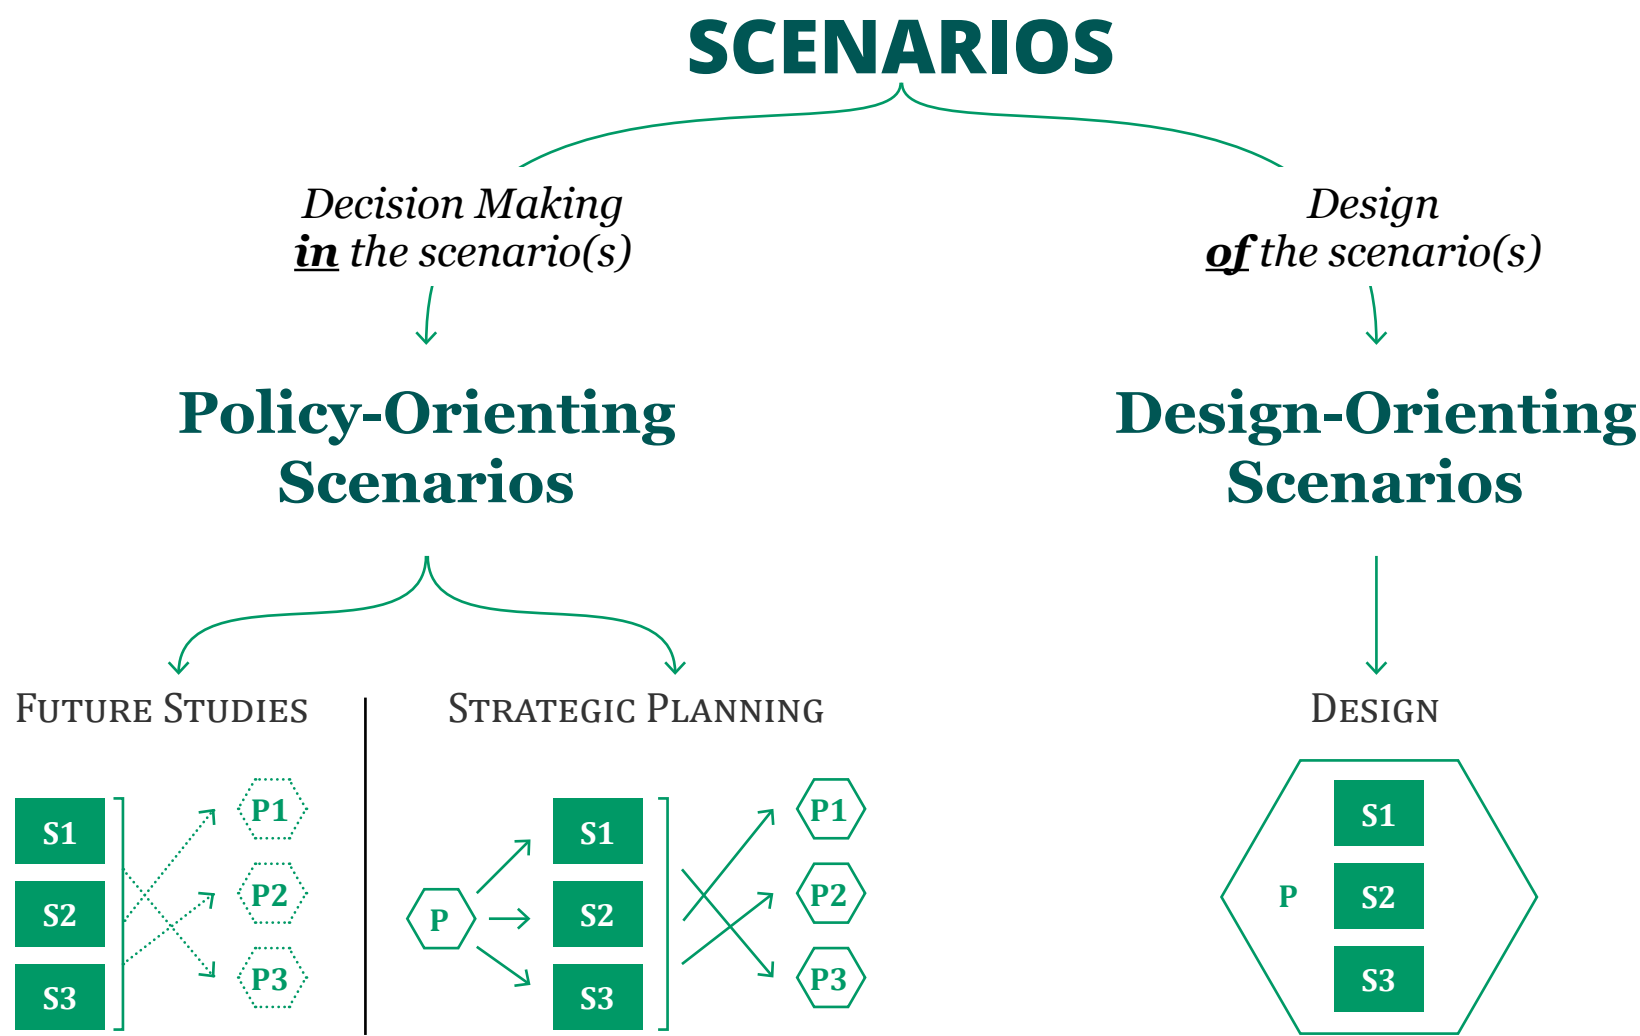 SCENARIOS
Decision Making
in the scenario(s)
Design
of the scenario(s)
Policy-Orienting
Scenarios
Design-Orienting
Scenarios
Future Studies
Strategic Planning
Design
S1
S2
S3
P1
P2
P3
P
S1
S2
S3
P1
P2
P3
P
S1
S2
S3